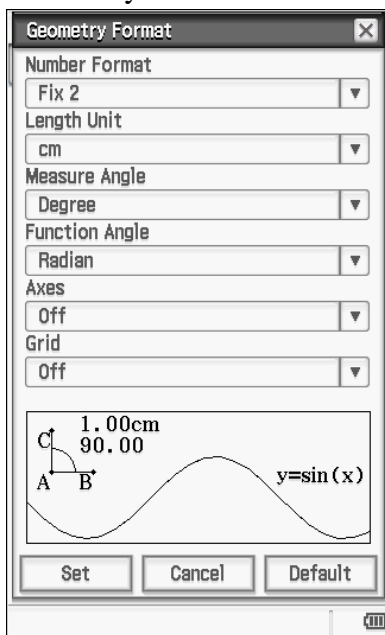 Geometry Format
Number Format
Fix 2
Length Unit
cm
Measure Angle
Degree
Function Angle
Radian
Axes
Off
Grid
Off
1.00cm
C 90.00
A B y=sin(x)
Set Cancel Default